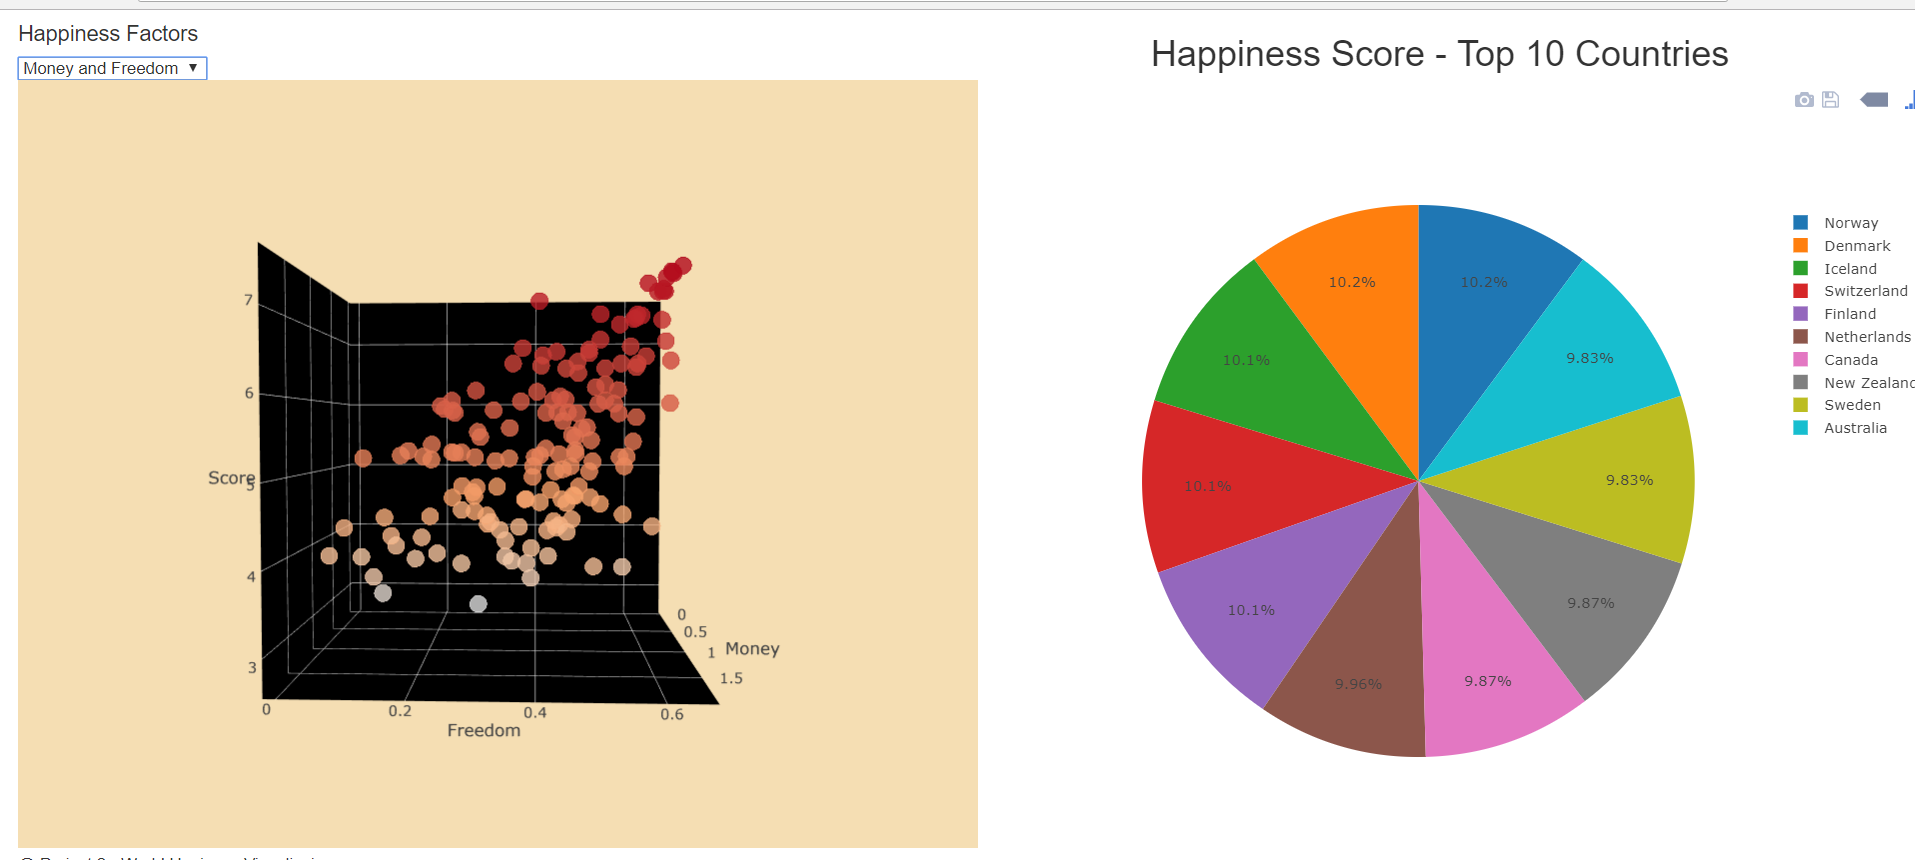 Happiness Factors
Money and Freedom ▼
7
6
Score
5
4
3
0
0.2
0.4
0.6
Freedom
0
0.5
1
1.5
Money
Happiness Score - Top 10 Countries
10.2%
10.2%
9.83%
10.1%
9.83%
10.1%
9.87%
10.1%
9.87%
9.96%
Norway
Denmark
Iceland
Switzerland
Finland
Netherlands
Canada
New Zealand
Sweden
Australia